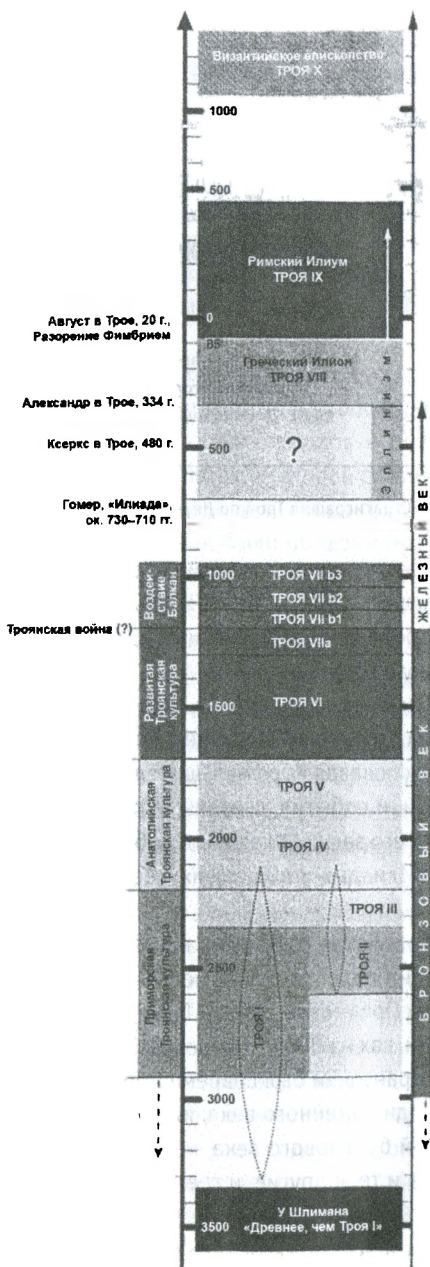 Византийское епископство
ТРОЯ X
1000
500
Римский Илиум
ТРОЯ IX
Август в Трое, 20 г.,
Разорение Фимбрием
0
85
Греческий Илион
ТРОЯ VIII
Александр в Трое, 334 г.
Эллинизм
Ксеркс в Трое, 480 г.
500
?
Гомер, «Илиада»,
ок. 730–710 гг.
ЖЕЛЕЗНЫЙ ВЕК
Воздей-
ствие
Балкан
1000
ТРОЯ VII b3
ТРОЯ VII b2
ТРОЯ VII b1
Троянская война (?)
ТРОЯ VIIa
Развитая
Троянская
культура
1500
ТРОЯ VI
БРОНЗОВЫЙ ВЕК
Анатолийская
Троянская культура
ТРОЯ V
2000
ТРОЯ IV
Приморская
Троянская культура
ТРОЯ III
2500
ТРОЯ II
ТРОЯ I
3000
У Шлимана
«Древнее, чем Троя I»
3500